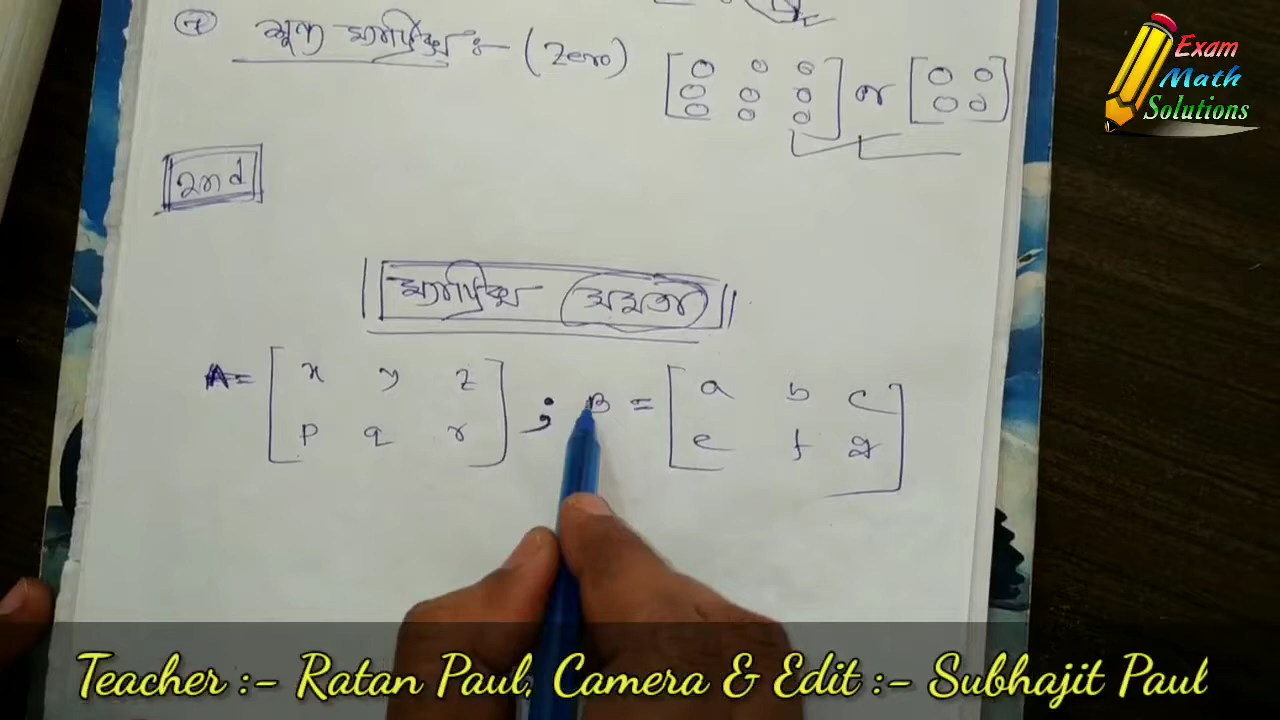 ৭ শূন্য ম্যাট্রিক্স :- (Zero) [0 0 0 or [0 0
0 0 0 0 0]
0 0 0]
Exam
Math
Solutions
2nd
ম্যাট্রিক্স সমতা
A = [x y z ; B = [a b c
p q r] e f g]
Teacher :- Ratan Paul, Camera & Edit :- Subhajit Paul